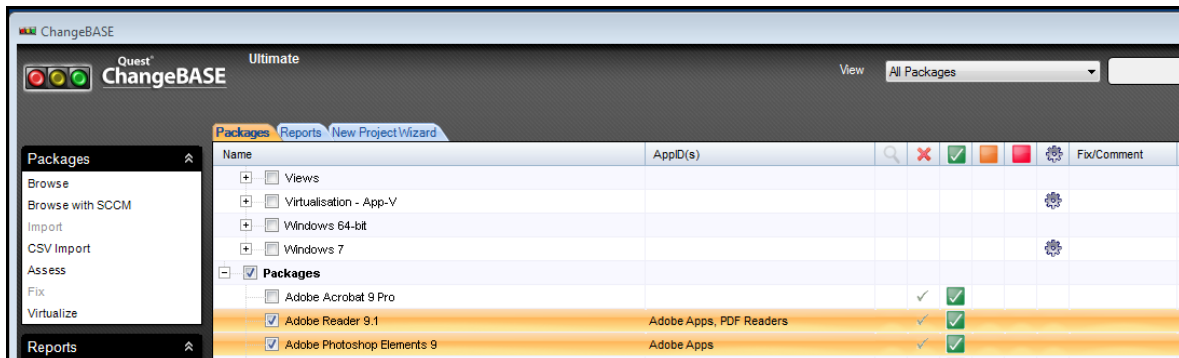 ChangeBASE
Quest®
ChangeBASE
Ultimate
View All Packages
Packages Reports New Project Wizard
Packages
Browse
Browse with SCCM
Import
CSV Import
Assess
Fix
Virtualize
Reports
Name AppID(s) Fix/Comment
Views
Virtualisation - App-V
Windows 64-bit
Windows 7
Packages
Adobe Acrobat 9 Pro
Adobe Reader 9.1 Adobe Apps, PDF Readers
Adobe Photoshop Elements 9 Adobe Apps